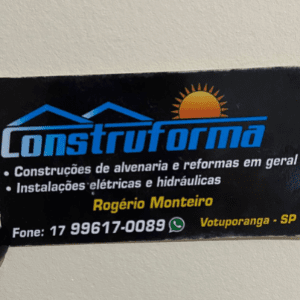 Construforma
• Construções de alvenaria e reformas em geral
• Instalações elétricas e hidráulicas
Rogério Monteiro
Fone: 17 99617-0089
Votuporanga - SP